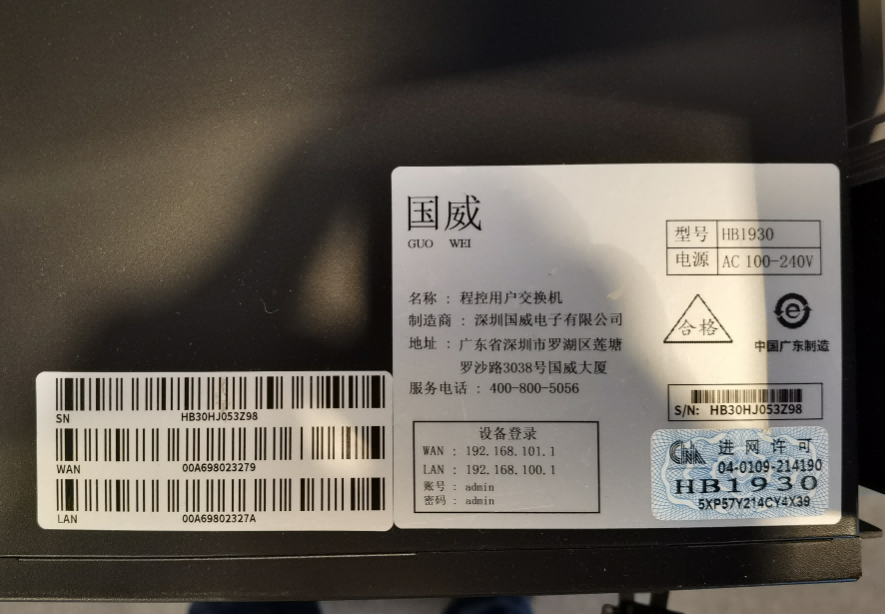 国威
GUO WEI
型号 HB1930
电源 AC 100-240V
名称：程控用户交换机
制造商：深圳国威电子有限公司
地址：广东省深圳市罗湖区莲塘
罗沙路3038号国威大厦
服务电话：400-800-5056
合格
中国广东制造
S/N: HB30HJ053Z98
设备登录
WAN：192.168.101.1
LAN：192.168.100.1
账号：admin
密码：admin
CNA 进网许可
04-0109-214190
HB1930
5XP57Y214CY4X39
SN HB30HJ053Z98
WAN 00A698023279
LAN 00A69802327A